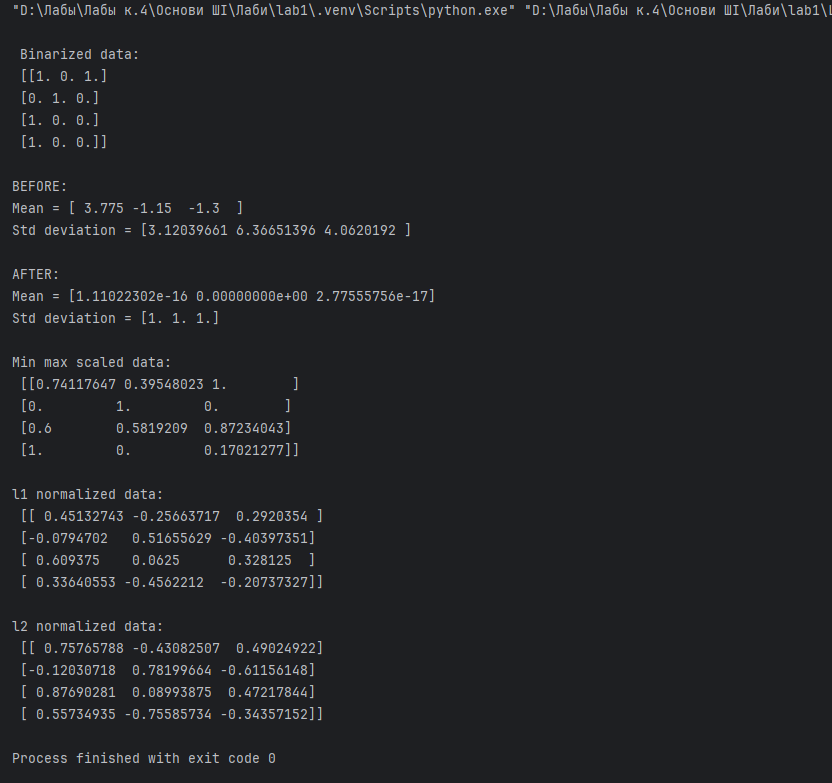 "D:\Лабы\Лабы к.4\Основи ШІ\Лаби\lab1\.venv\Scripts\python.exe" "D:\Лабы\Лабы к.4\Основи ШІ\Лаби\lab1\
Binarized data:
[[1. 0. 1.]
[0. 1. 0.]
[1. 0. 0.]
[1. 0. 0.]]
BEFORE:
Mean = [ 3.775 -1.15  -1.3  ]
Std deviation = [3.12039661 6.36651396 4.0620192 ]
AFTER:
Mean = [1.11022302e-16 0.00000000e+00 2.77555756e-17]
Std deviation = [1. 1. 1.]
Min max scaled data:
[[0.74117647 0.39548023 1.        ]
[0.         1.         0.        ]
[0.6        0.5819209  0.87234043]
[1.         0.         0.17021277]]
l1 normalized data:
[[ 0.45132743 -0.25663717  0.2920354 ]
[-0.0794702   0.51655629 -0.40397351]
[ 0.609375    0.0625      0.328125  ]
[ 0.33640553 -0.4562212  -0.20737327]]
l2 normalized data:
[[ 0.75765788 -0.43082507  0.49024922]
[-0.12030718  0.78199664 -0.61156148]
[ 0.87690281  0.08993875  0.47217844]
[ 0.55734935 -0.75585734 -0.34357152]]
Process finished with exit code 0